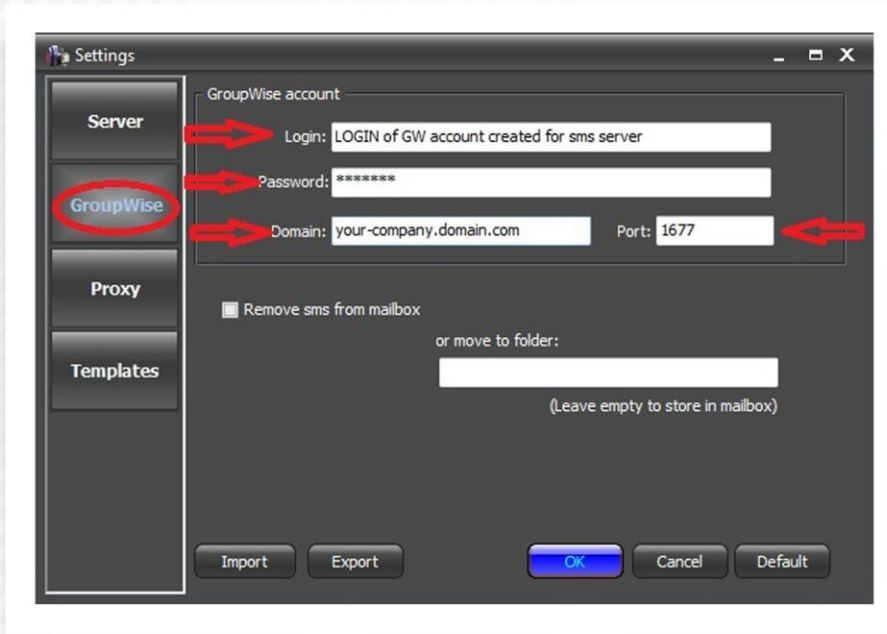 Settings
Server
GroupWise
Proxy
Templates
GroupWise account
Login: LOGIN of GW account created for sms server
Password: *******
Domain: your-company.domain.com Port: 1677
Remove sms from mailbox
or move to folder:
(Leave empty to store in mailbox)
Import Export OK Cancel Default